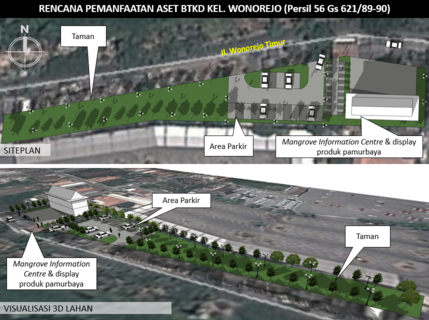 RENCANA PEMANFAATAN ASET BTKD KEL. WONOREJO (Persil 56 Gs 621/89-90)
N
Taman
Jl. Wonorejo Timur
Area Parkir
Mangrove Information
Centre & display
produk pamurbaya
SITEPLAN
Area Parkir
Taman
Mangrove Information
Centre & display
produk pamurbaya
VISUALISASI 3D LAHAN